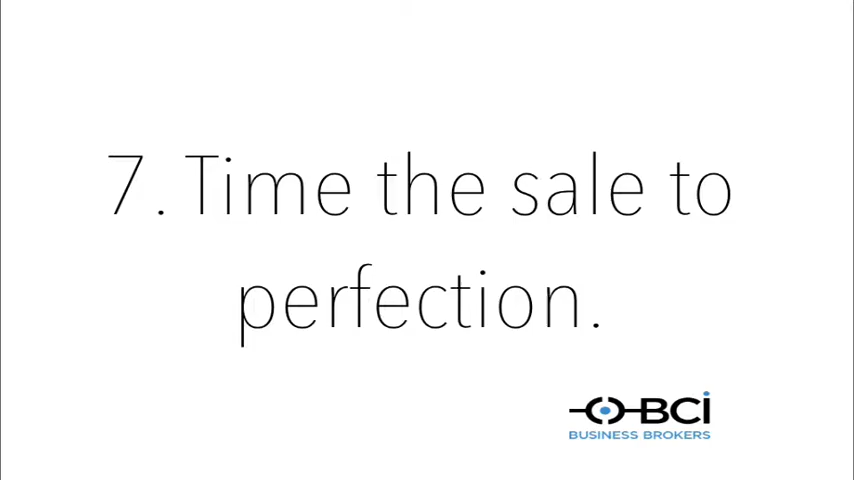 7. Time the sale to
perfection.
BCi
BUSINESS BROKERS